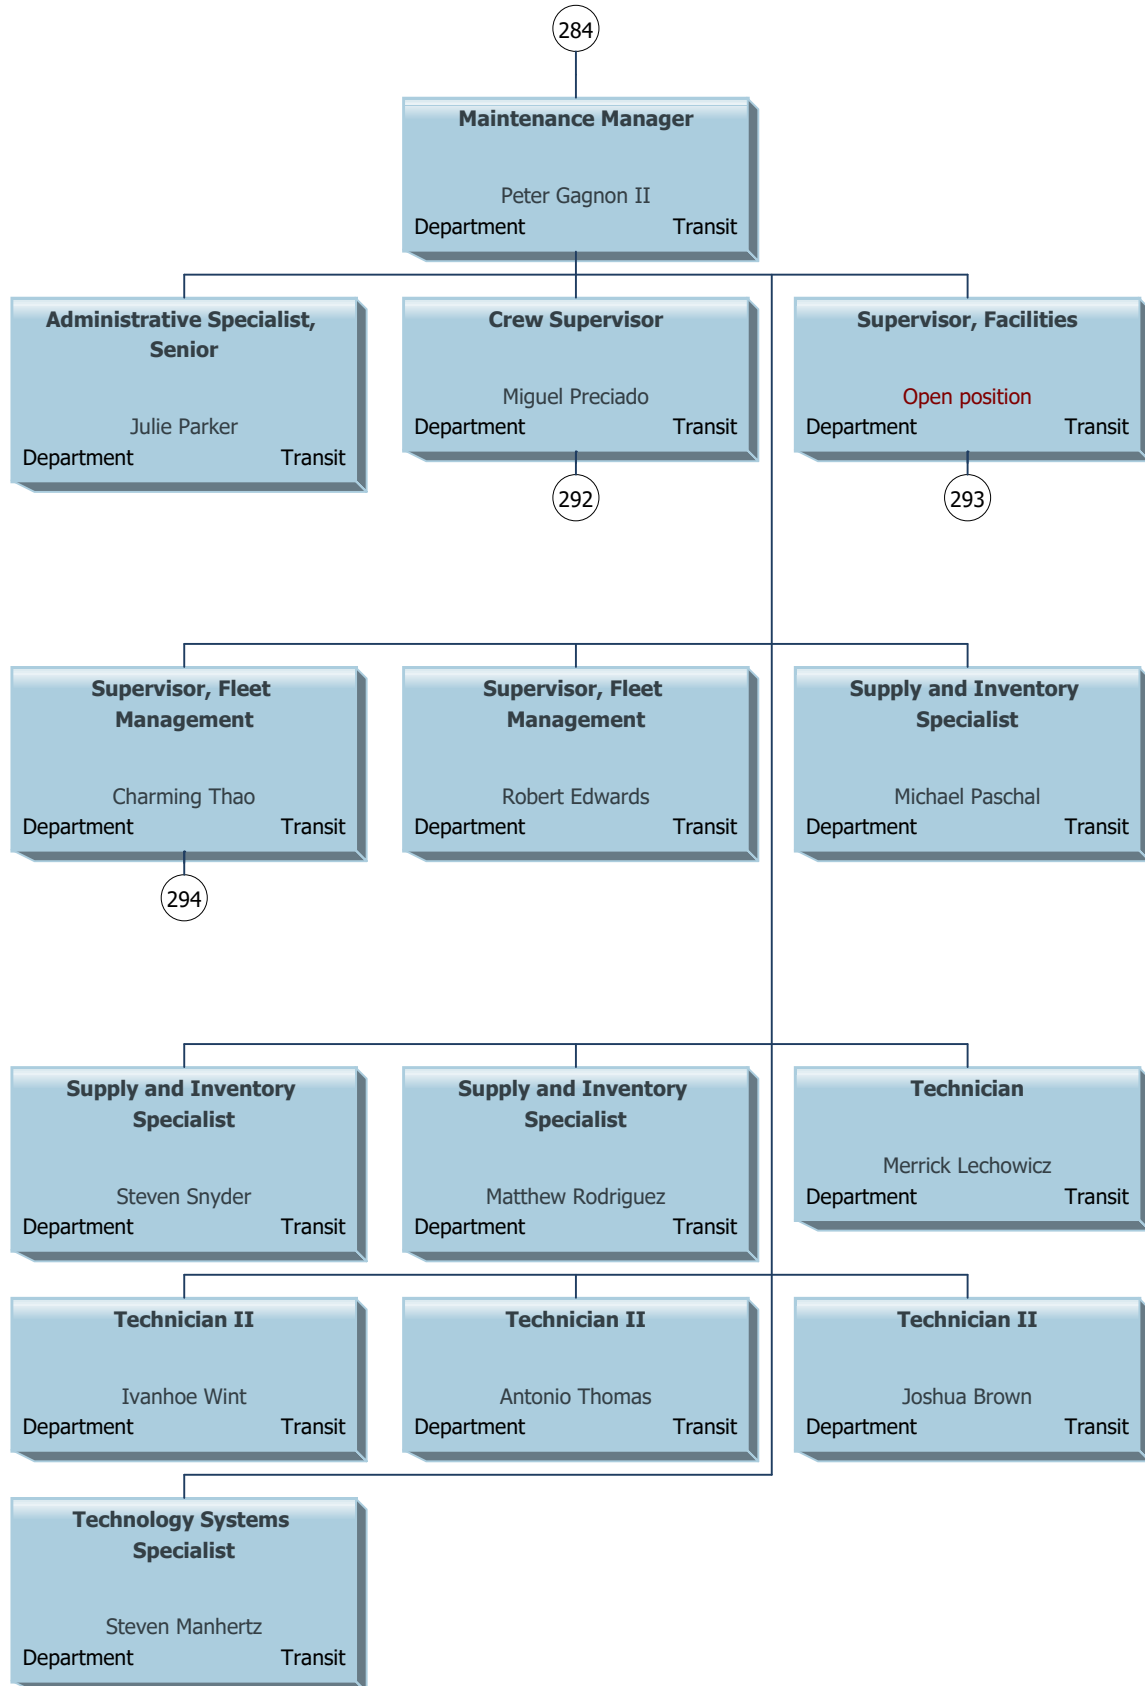 284
Maintenance Manager
Peter Gagnon II
Department Transit
Administrative Specialist,
Senior
Julie Parker
Department Transit
Crew Supervisor
Miguel Preciado
Department Transit
292
Supervisor, Facilities
Open position
Department Transit
293
Supervisor, Fleet
Management
Charming Thao
Department Transit
294
Supervisor, Fleet
Management
Robert Edwards
Department Transit
Supply and Inventory
Specialist
Michael Paschal
Department Transit
Supply and Inventory
Specialist
Steven Snyder
Department Transit
Supply and Inventory
Specialist
Matthew Rodriguez
Department Transit
Technician
Merrick Lechowicz
Department Transit
Technician II
Ivanhoe Wint
Department Transit
Technician II
Antonio Thomas
Department Transit
Technician II
Joshua Brown
Department Transit
Technology Systems
Specialist
Steven Manhertz
Department Transit